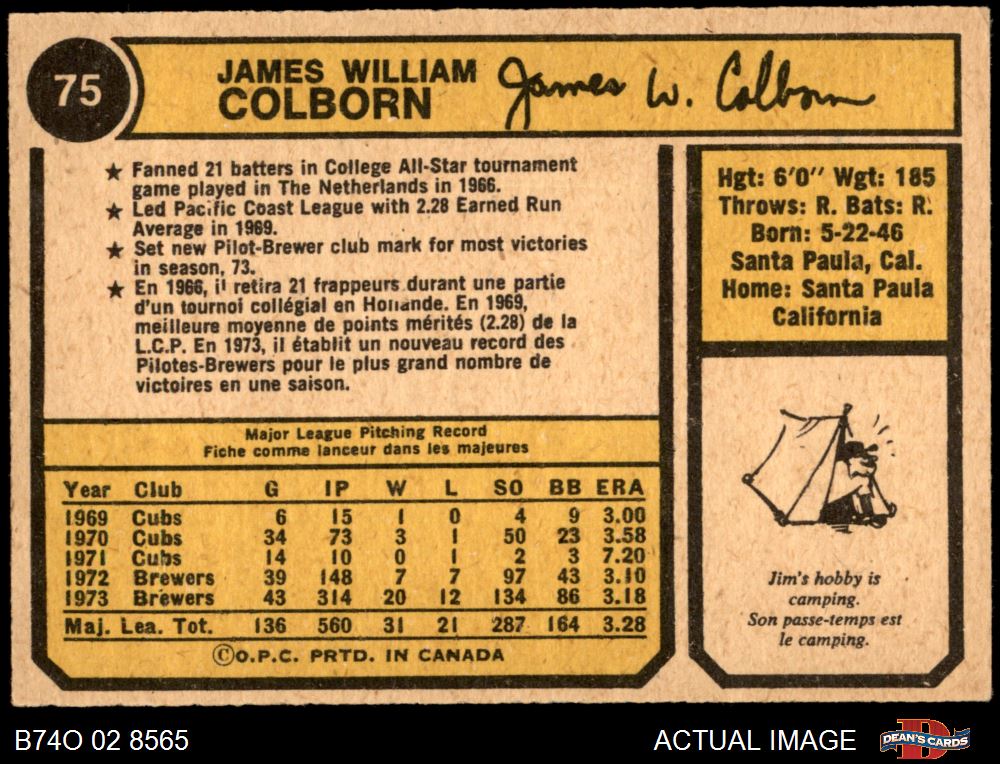 75
JAMES WILLIAM
COLBORN
James W. Colborn
★ Fanned 21 batters in College All-Star tournament
game played in The Netherlands in 1966.
★ Led Pacific Coast League with 2.28 Earned Run
Average in 1969.
★ Set new Pilot-Brewer club mark for most victories
in season, 73.
★ En 1966, il retira 21 frappeurs durant une partie
d'un tournoi collégial en Hollande. En 1969,
meilleure moyenne de points mérités (2.28) de la
L.C.P. En 1973, il établit un nouveau record des
Pilotes-Brewers pour le plus grand nombre de
victoires en une saison.
Hgt: 6'0" Wgt: 185
Throws: R. Bats: R.
Born: 5-22-46
Santa Paula, Cal.
Home: Santa Paula
California
Major League Pitching Record
Fiche comme lanceur dans les majeures
Year Club G IP W L SO BB ERA
1969 Cubs 6 15 1 0 4 9 3.00
1970 Cubs 34 73 3 1 50 23 3.58
1971 Cubs 14 10 0 1 2 3 7.20
1972 Brewers 39 148 7 7 97 43 3.10
1973 Brewers 43 314 20 12 134 86 3.18
Maj. Lea. Tot. 136 560 31 21 287 164 3.28
©O.P.C. PRTD. IN CANADA
Jim's hobby is
camping.
Son passe-temps est
le camping.
B74O 02 8565
ACTUAL IMAGE
D
DEAN'S CARDS